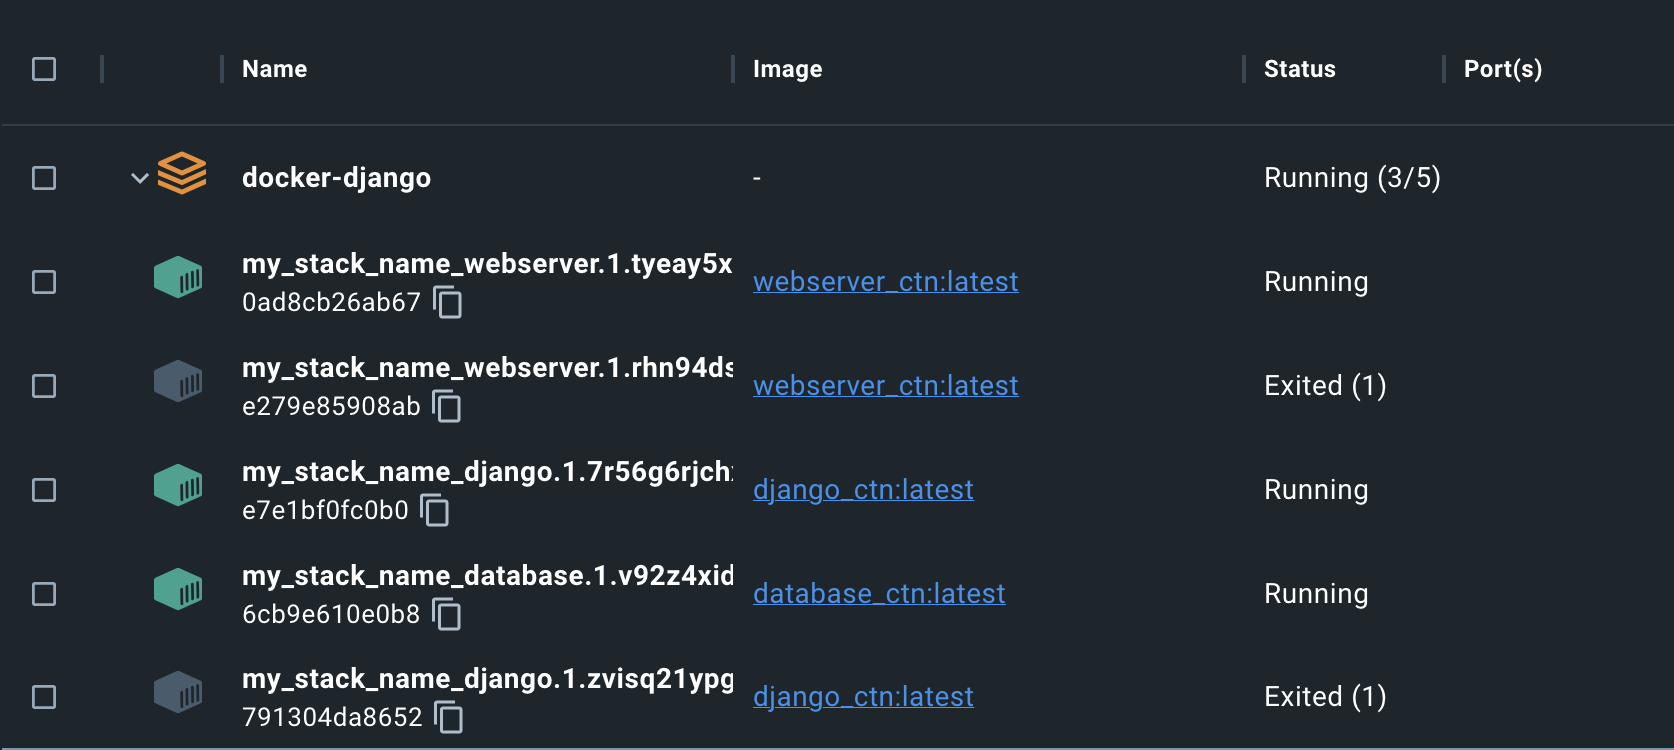 Name Image Status Port(s)
docker-django - Running (3/5)
my_stack_name_webserver.1.tyeay5x
0ad8cb26ab67 webserver_ctn:latest Running
my_stack_name_webserver.1.rhn94ds
e279e85908ab webserver_ctn:latest Exited (1)
my_stack_name_django.1.7r56g6rjch
e7e1bf0fc0b0 django_ctn:latest Running
my_stack_name_database.1.v92z4xid
6cb9e610e0b8 database_ctn:latest Running
my_stack_name_django.1.zvisq21ypg
791304da8652 django_ctn:latest Exited (1)